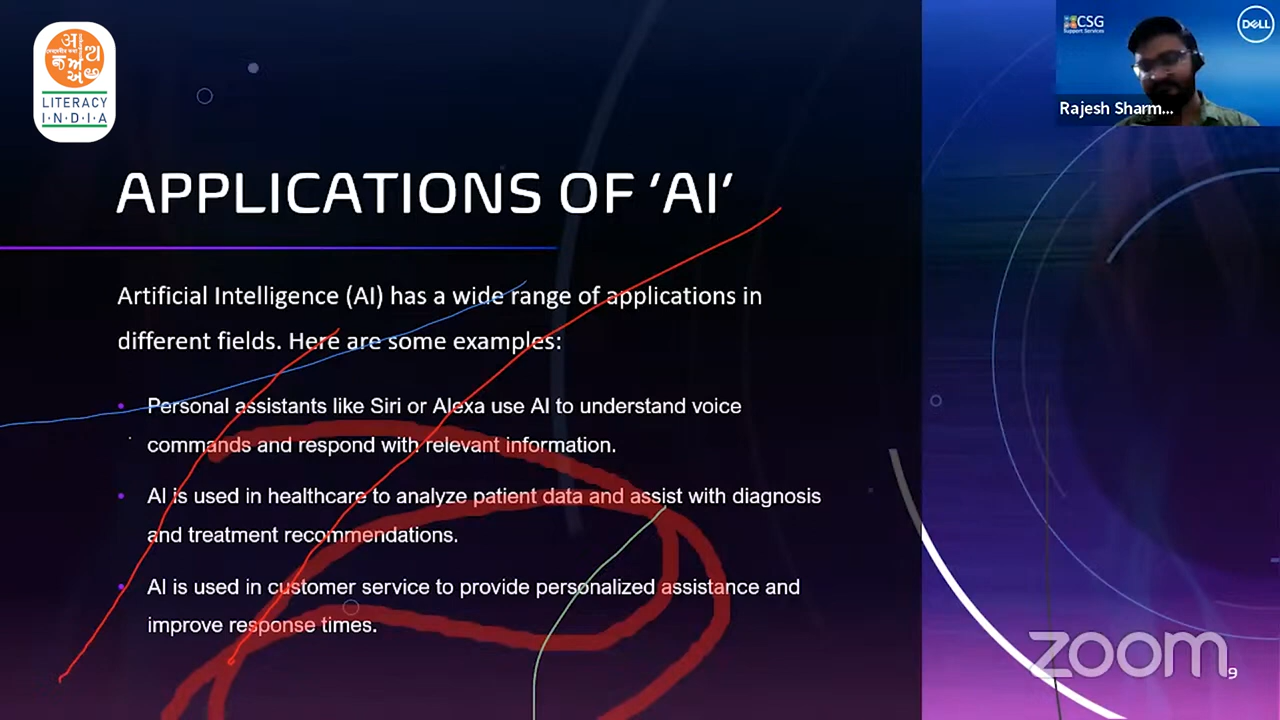 LITERACY
I·N·D·I·A
CSG
Support Services
DELL
Rajesh Sharm...
APPLICATIONS OF ‘AI’
Artificial Intelligence (AI) has a wide range of applications in
different fields. Here are some examples:
• Personal assistants like Siri or Alexa use AI to understand voice
commands and respond with relevant information.
• AI is used in healthcare to analyze patient data and assist with diagnosis
and treatment recommendations.
• AI is used in customer service to provide personalized assistance and
improve response times.
zoom
9